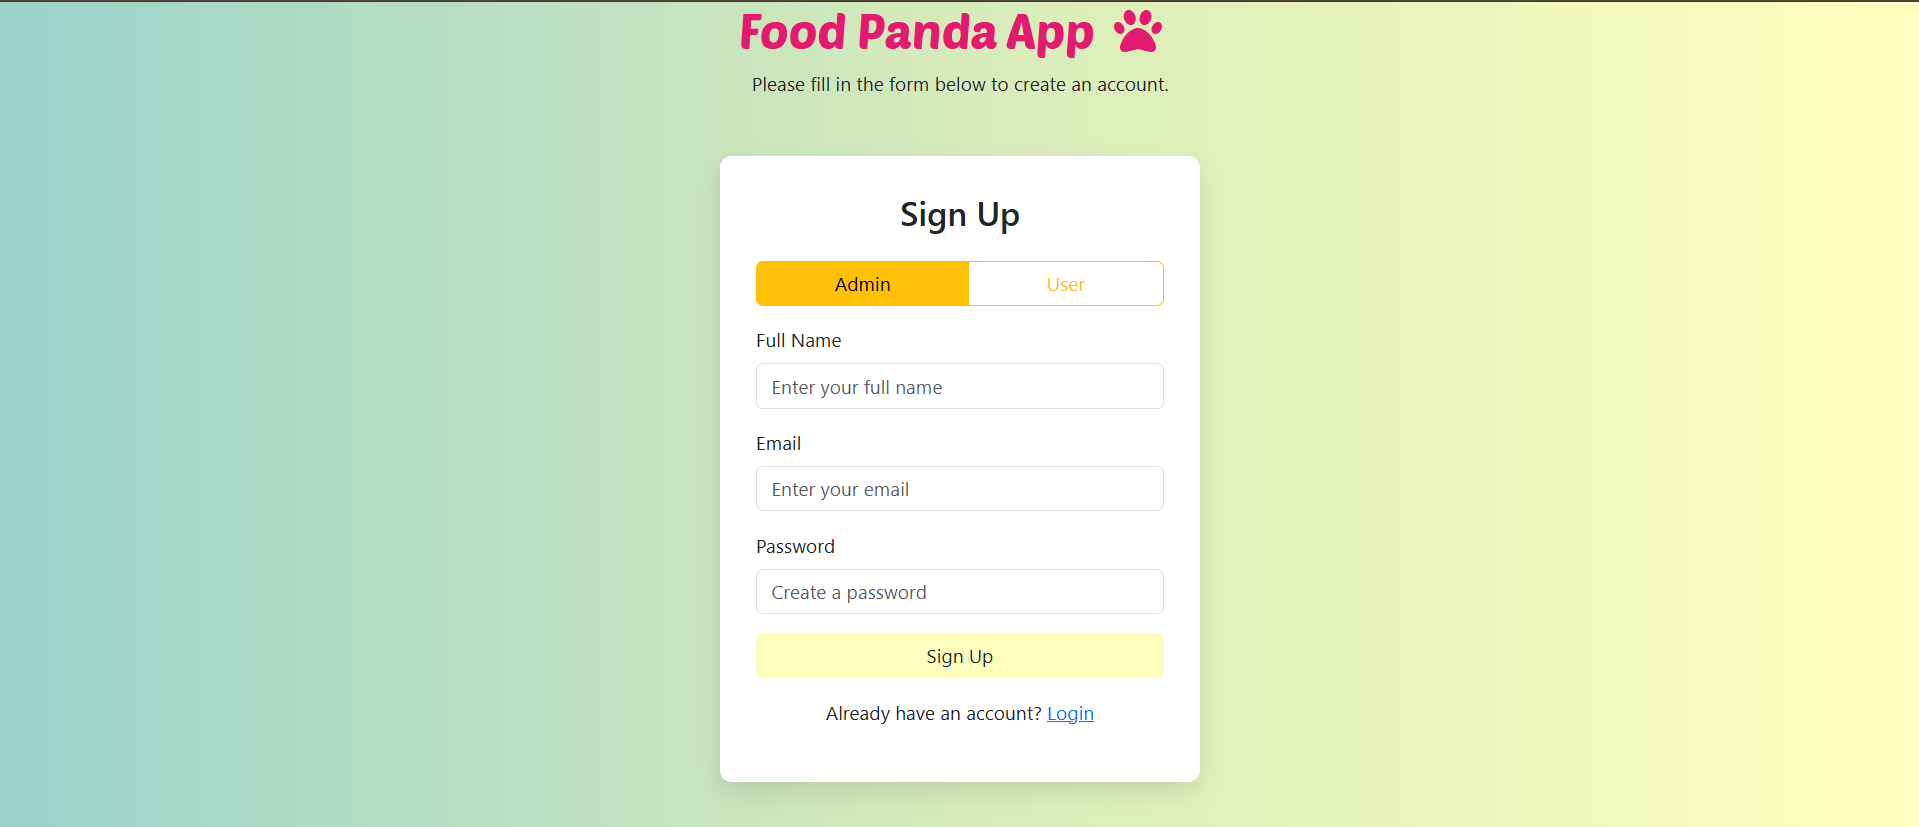 Food Panda App
Please fill in the form below to create an account.
Sign Up
Admin User
Full Name
Enter your full name
Email
Enter your email
Password
Create a password
Sign Up
Already have an account? Login